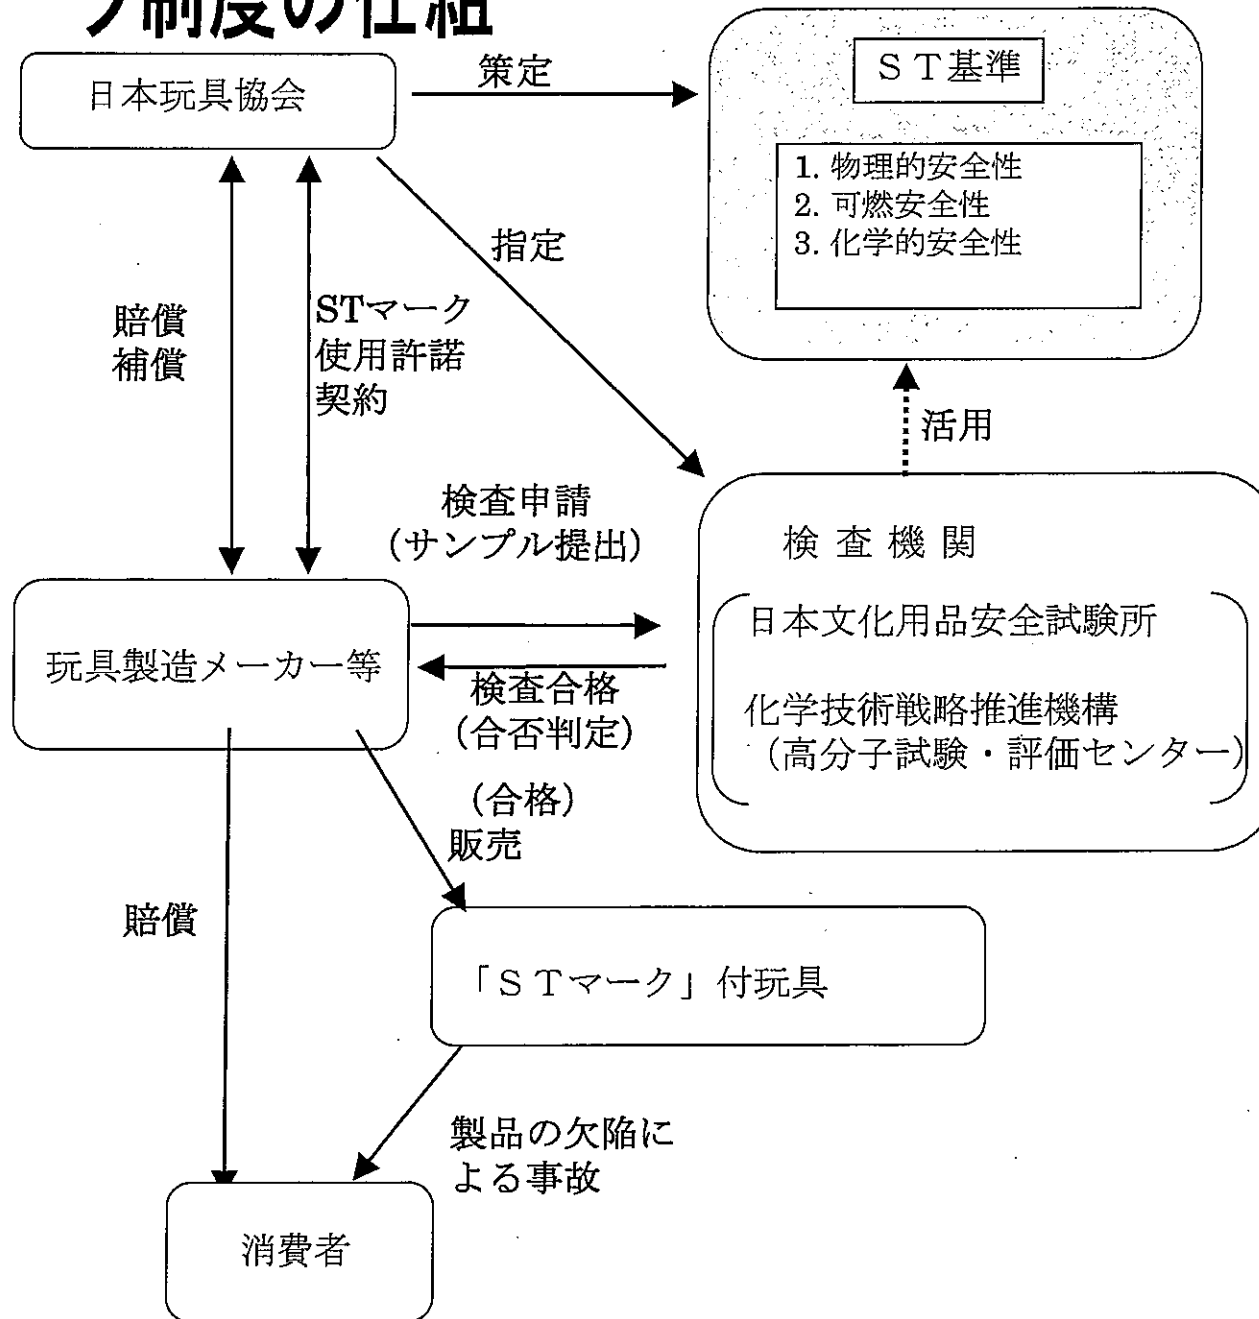 ク制度の仕組
日本玩具協会
策定
ＳＴ基準
1. 物理的安全性
2. 可燃安全性
3. 化学的安全性
指定
賠償
補償
STマーク
使用許諾
契約
活用
検査申請
(サンプル提出)
検査機関
日本文化用品安全試験所
化学技術戦略推進機構
(高分子試験・評価センター)
玩具製造メーカー等
検査合格
(合否判定)
(合格)
販売
賠償
「ＳＴマーク」付玩具
製品の欠陥に
よる事故
消費者